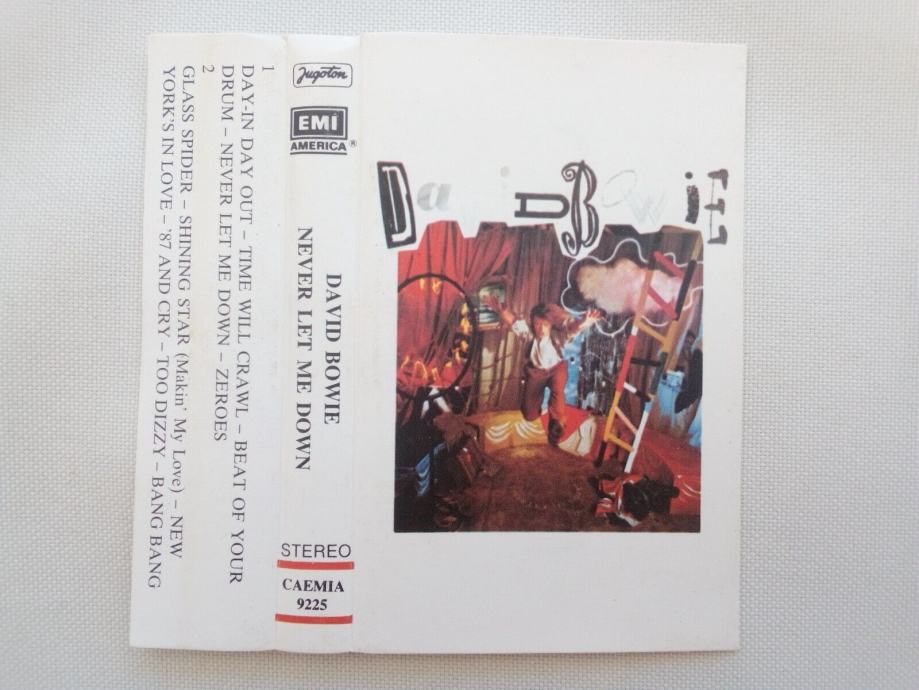 1
DAY-IN DAY OUT – TIME WILL CRAWL – BEAT OF YOUR
DRUM – NEVER LET ME DOWN – ZEROES
2
GLASS SPIDER – SHINING STAR (Makin' My Love) – NEW
YORK'S IN LOVE – '87 AND CRY – TOO DIZZY – BANG BANG
Jugoton
EMI
AMERICA®
DAVID BOWIE
NEVER LET ME DOWN
STEREO
CAEMIA
9225
DaviD BOWiE